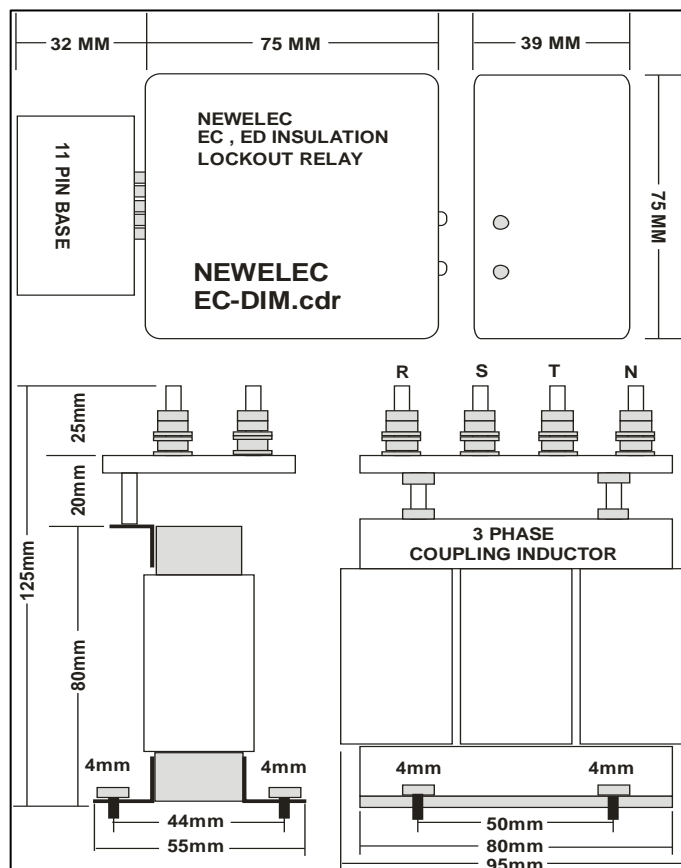 32 MM
75 MM
39 MM
NEWELEC
EC , ED INSULATION
LOCKOUT RELAY
11 PIN BASE
75 MM
NEWELEC
EC-DIM.cdr
R
S
T
N
25mm
20mm
125mm
80mm
3 PHASE
COUPLING INDUCTOR
4mm
4mm
4mm
4mm
44mm
55mm
50mm
80mm
95mm